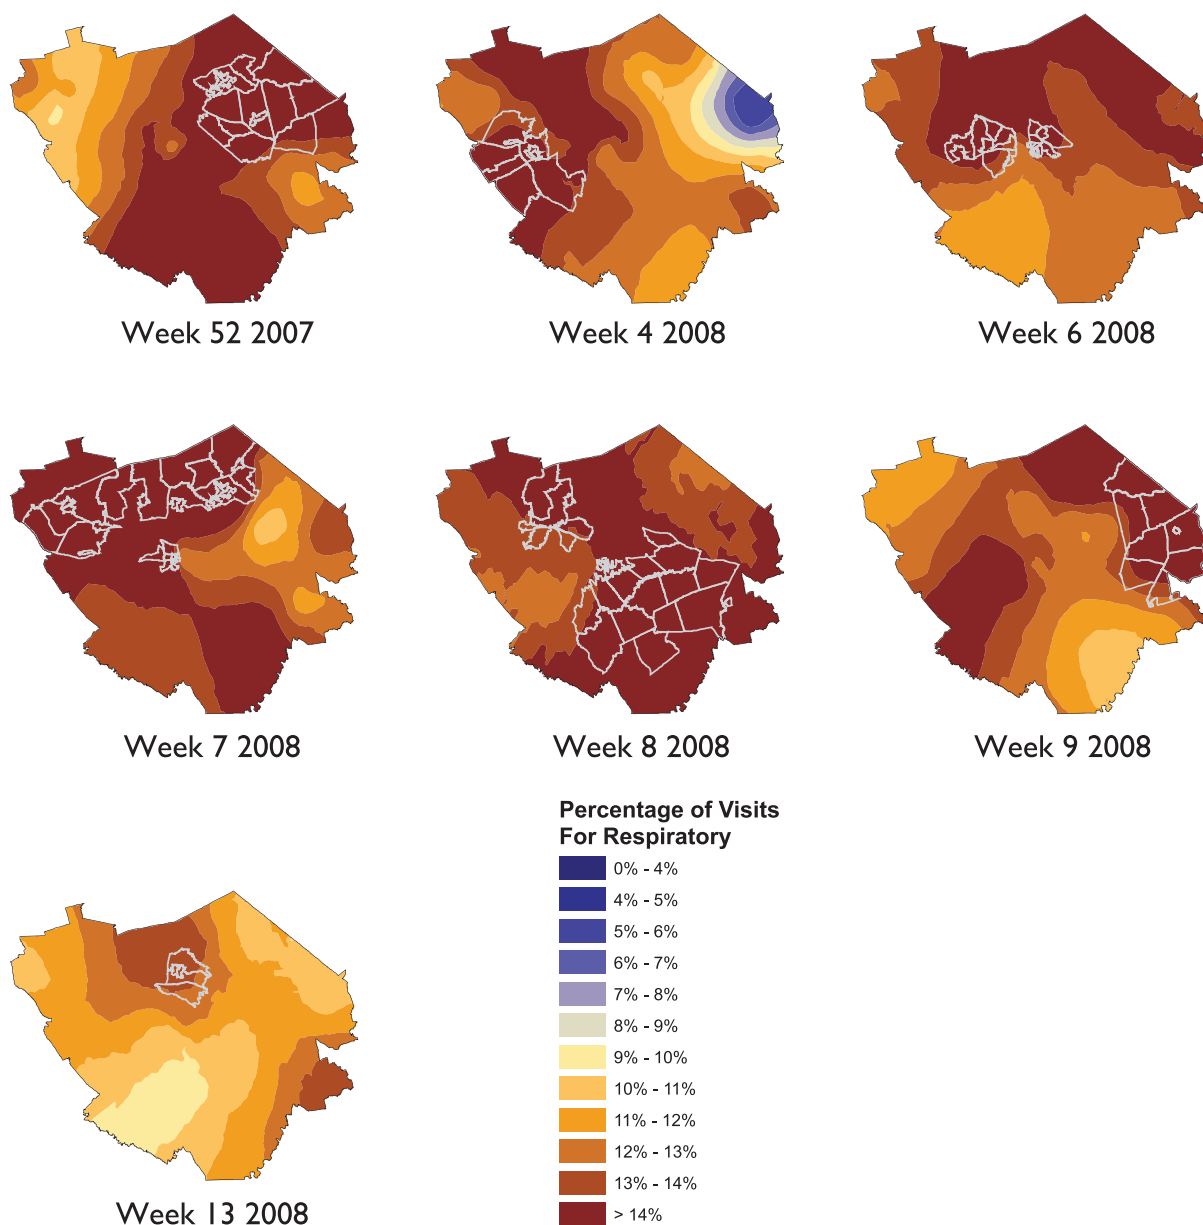 Week 52 2007
Week 4 2008
Week 6 2008
Week 7 2008
Week 8 2008
Week 9 2008
Week 13 2008
Percentage of Visits
For Respiratory
0% - 4%
4% - 5%
5% - 6%
6% - 7%
7% - 8%
8% - 9%
9% - 10%
10% - 11%
11% - 12%
12% - 13%
13% - 14%
> 14%